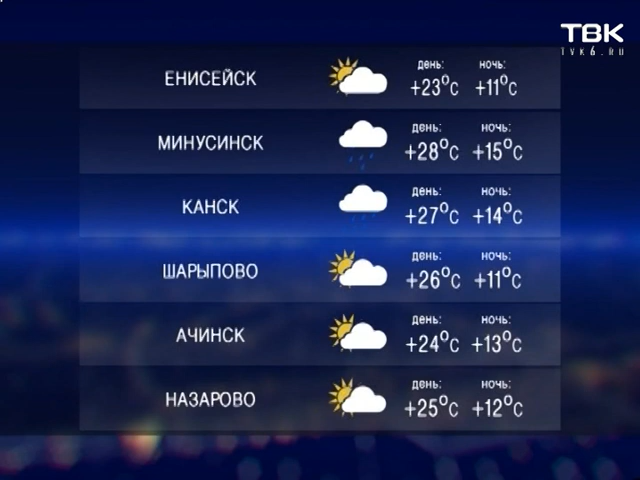 ТВК
TVK6.RU
ЕНИСЕЙСК
день: ночь:
+23°C +11°C
МИНУСИНСК
день: ночь:
+28°C +15°C
КАНСК
день: ночь:
+27°C +14°C
ШАРЫПОВО
день: ночь:
+26°C +11°C
АЧИНСК
день: ночь:
+24°C +13°C
НАЗАРОВО
день: ночь:
+25°C +12°C